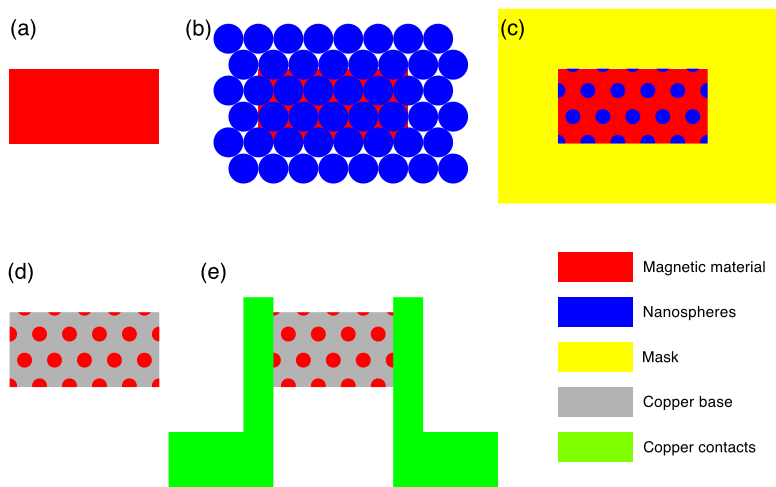 (a)
(b)
(c)
(d)
(e)
Magnetic material
Nanospheres
Mask
Copper base
Copper contacts